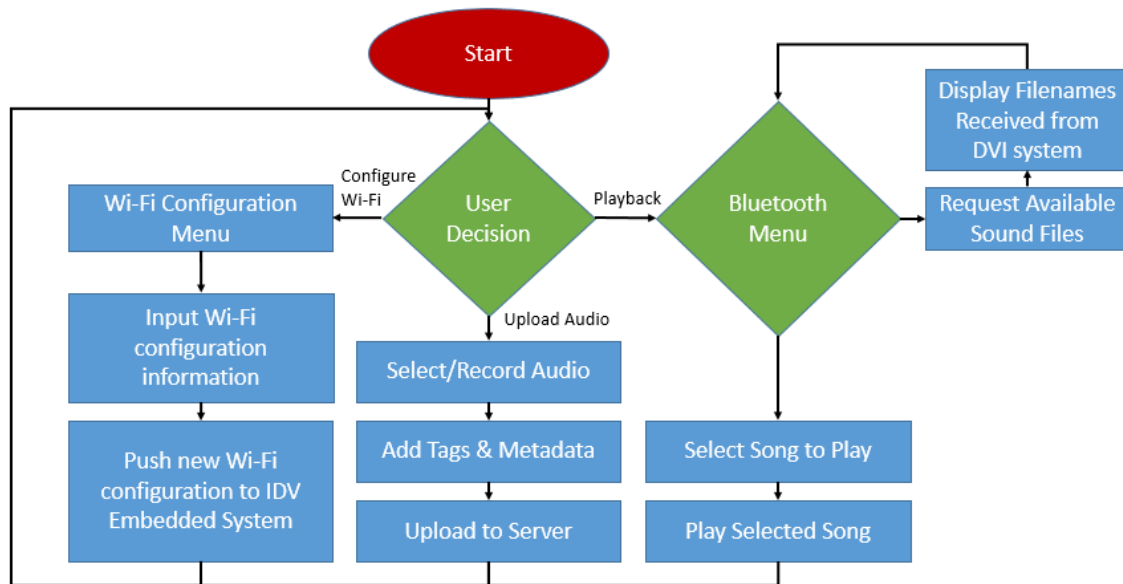 Start
Display Filenames
Received from
DVI system
Configure
Wi-Fi
Playback
Wi-Fi Configuration
Menu
User
Decision
Bluetooth
Menu
Request Available
Sound Files
Input Wi-Fi
configuration
information
Upload Audio
Select/Record Audio
Push new Wi-Fi
configuration to IDV
Embedded System
Add Tags & Metadata
Select Song to Play
Upload to Server
Play Selected Song